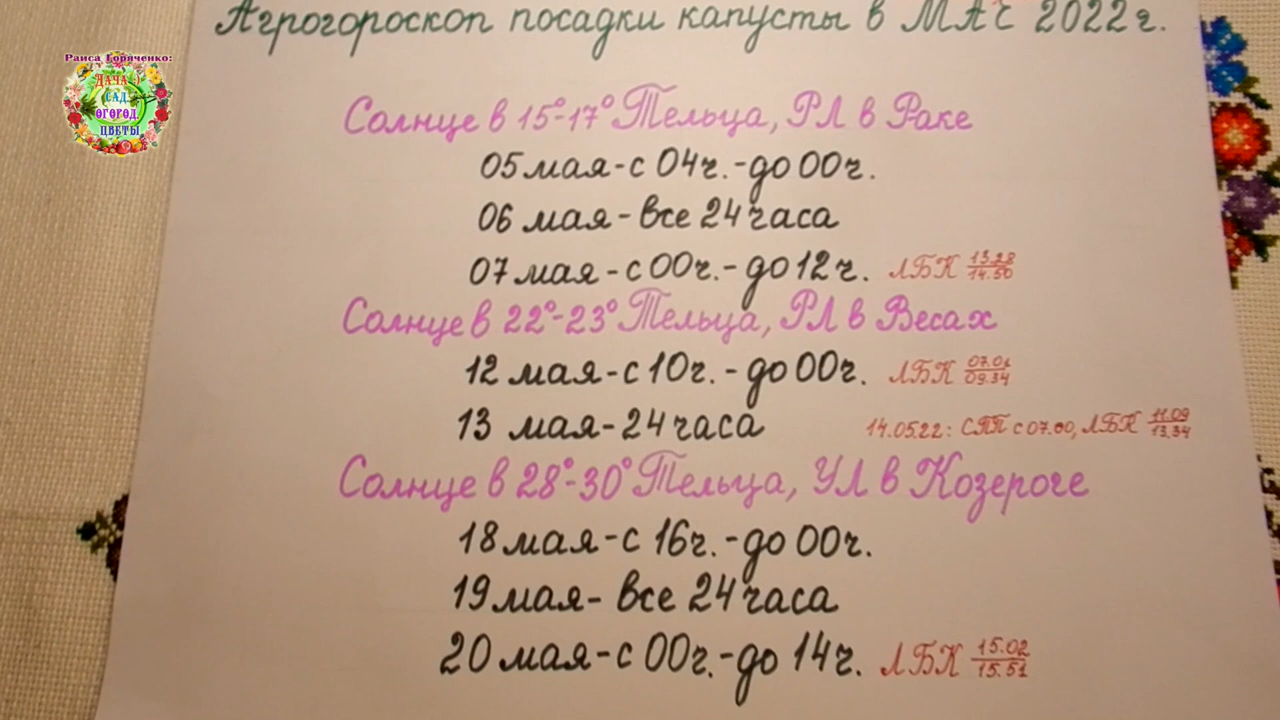 Агрогороскоп посадки капусты в МАЕ 2022 г.
Раиса Горяченко:
ДАЧА
САД,
ОГОРОД,
ЦВЕТЫ
Солнце в 15°-17° Тельца, РЛ в Раке
05 мая - с 04ч. - до 00ч.
06 мая - все 24 часа
07 мая - с 00ч. - до 12ч. ЛБК 13.28/14.50
Солнце в 22°-23° Тельца, РЛ в Весах
12 мая - с 10ч. - до 00ч. ЛБК 07.01/09.34
13 мая - 24 часа 14.05.22: СПП с 07.00, ЛБК 11.09/13.34
Солнце в 28°-30° Тельца, УЛ в Козероге
18 мая - с 16ч. - до 00ч.
19 мая - все 24 часа
20 мая - с 00ч. - до 14ч. ЛБК 15.02/15.51